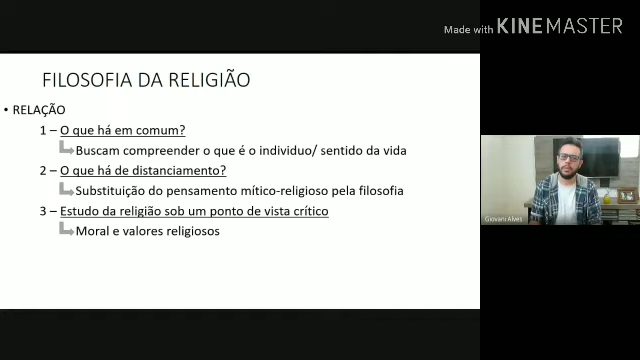 Made with KINEMASTER
FILOSOFIA DA RELIGIÃO
• RELAÇÃO
1 – O que há em comum?
Buscam compreender o que é o individuo/ sentido da vida
2 – O que há de distanciamento?
Substituição do pensamento mítico-religioso pela filosofia
3 – Estudo da religião sob um ponto de vista crítico
Moral e valores religiosos
Giovani Alves